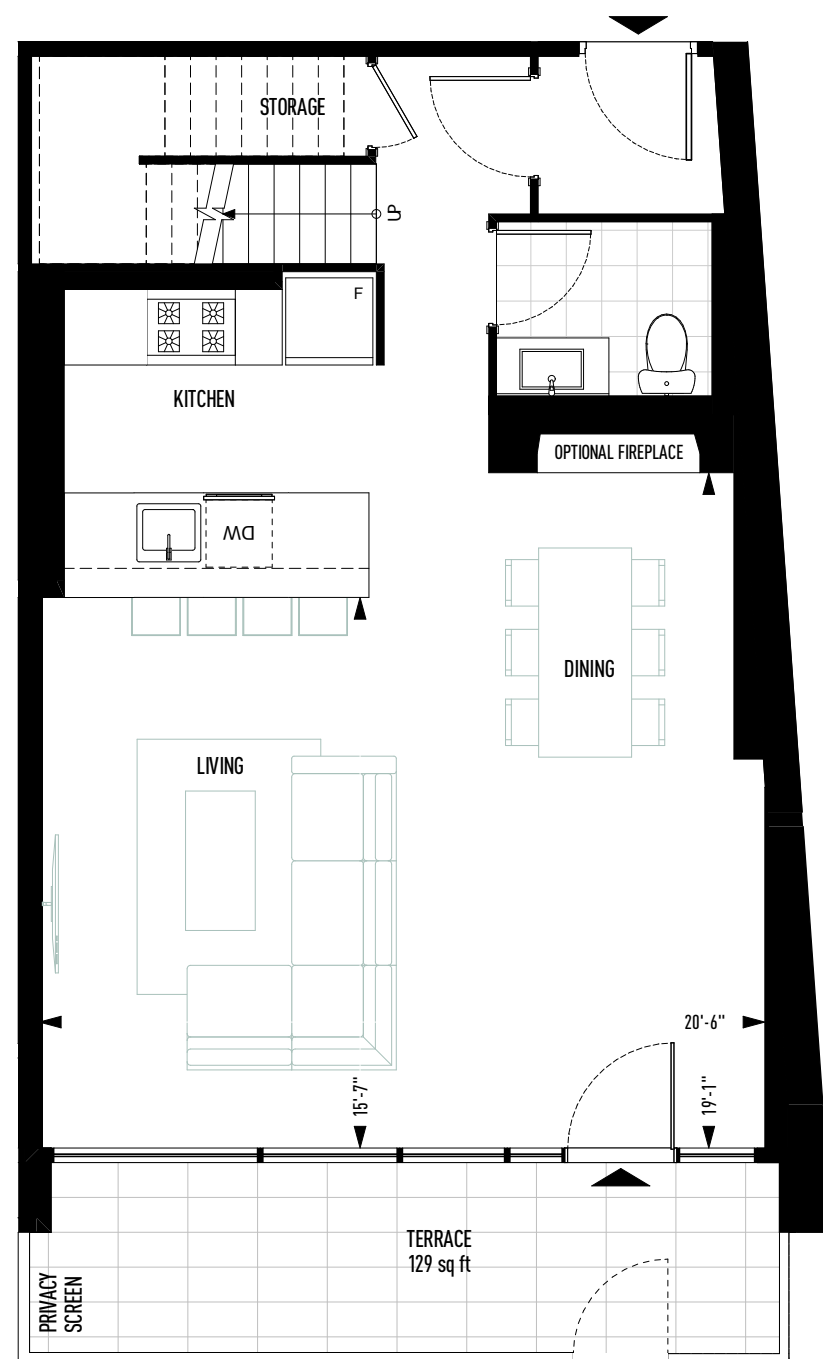 STORAGE
UP
F
KITCHEN
DW
OPTIONAL FIREPLACE
DINING
LIVING
20'-6"
15'-7"
19'-1"
TERRACE
129 sq ft
PRIVACY
SCREEN